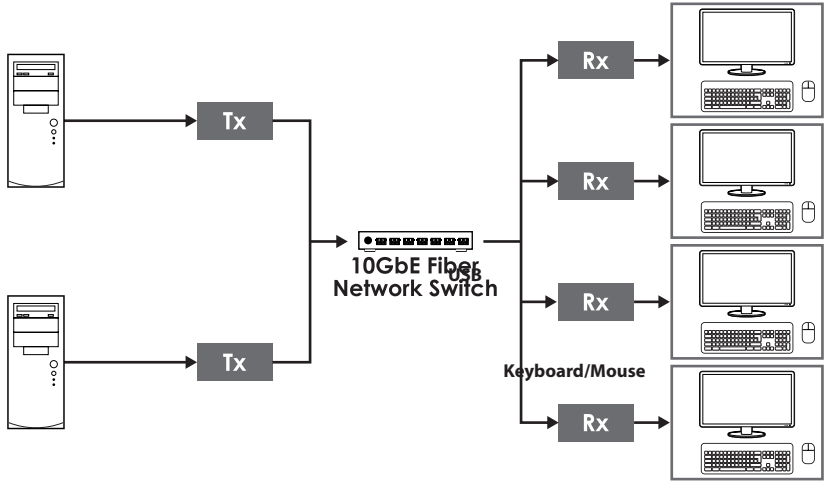 Rx
Tx
Rx
10GbE Fiber
USB
Network Switch
Rx
Tx
Keyboard/Mouse
Rx